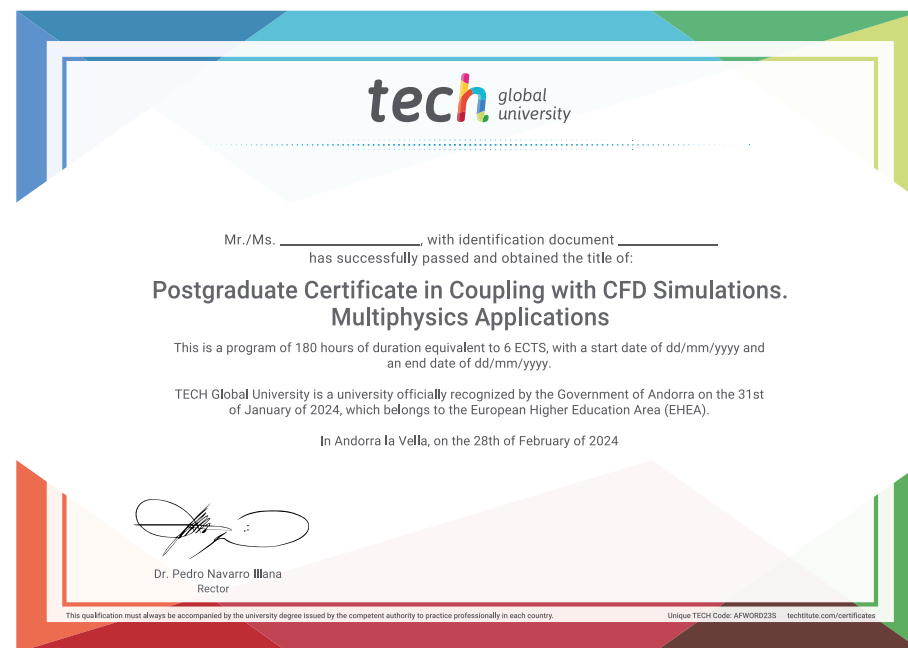 tech global university
Mr./Ms. ____________________, with identification document ______________
has successfully passed and obtained the title of:
Postgraduate Certificate in Coupling with CFD Simulations.
Multiphysics Applications
This is a program of 180 hours of duration equivalent to 6 ECTS, with a start date of dd/mm/yyyy and
an end date of dd/mm/yyyy.
TECH Global University is a university officially recognized by the Government of Andorra on the 31st
of January of 2024, which belongs to the European Higher Education Area (EHEA).
In Andorra la Vella, on the 28th of February of 2024
Dr. Pedro Navarro Illana
Rector
This qualification must always be accompanied by the university degree issued by the competent authority to practice professionally in each country.
Unique TECH Code: AFWORD23S techtitute.com/certificates